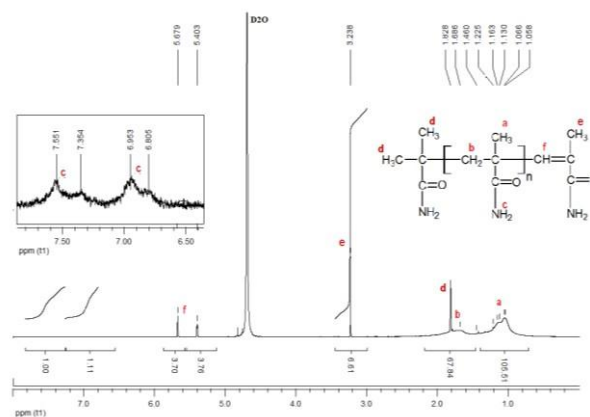 D2O
5.679
5.403
3.238
1.828
1.686
1.460
1.225
1.163
1.130
1.066
1.058
7.551
7.354
6.953
6.805
c
c
7.50
7.00
6.50
ppm (t1)
d
CH3
a
CH3
e
CH3
d
H3C
b
CH2
f
CH
n
C=O
C=O
C=
NH2
c
NH2
NH2
e
d
b
a
f
1.00
1.11
3.70
3.76
6.61
67.84
7.0
6.0
5.0
4.0
3.0
2.0
1.0
ppm (t1)